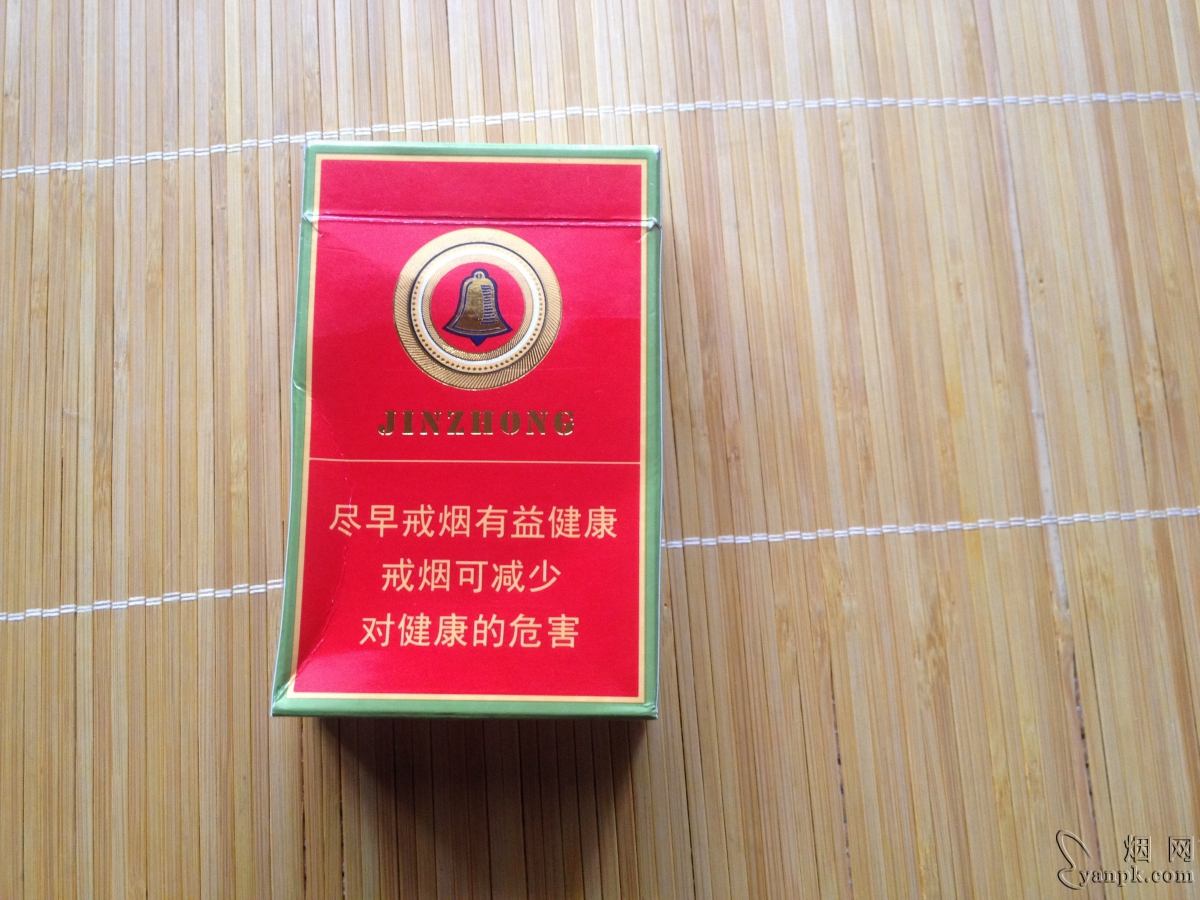 JINZHONG
尽早戒烟有益健康
戒烟可减少
对健康的危害
烟网
yanpk.com